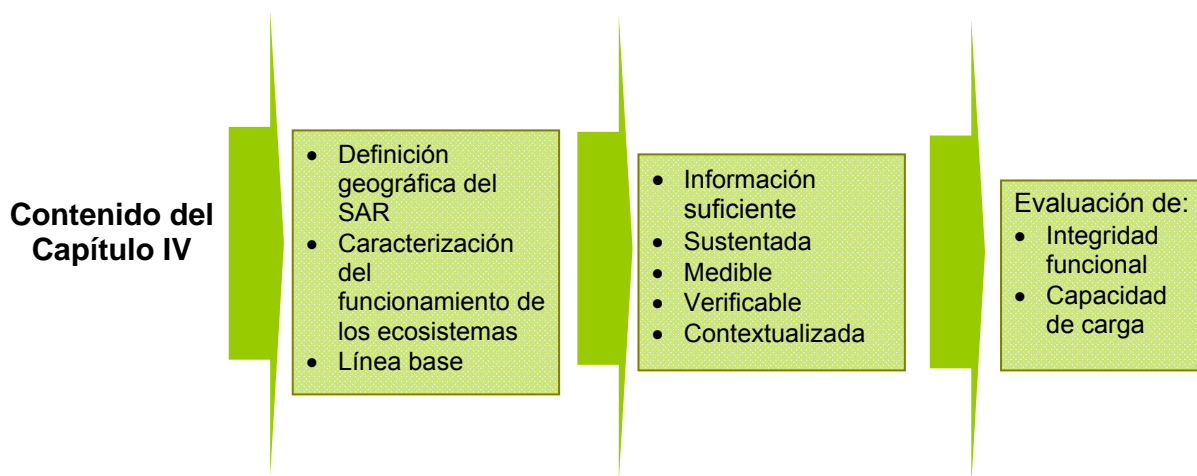 Contenido del
Capítulo IV
• Definición
geográfica del
SAR
• Caracterización
del
funcionamiento de
los ecosistemas
• Línea base
• Información
suficiente
• Sustentada
• Medible
• Verificable
• Contextualizada
Evaluación de:
• Integridad
funcional
• Capacidad
de carga